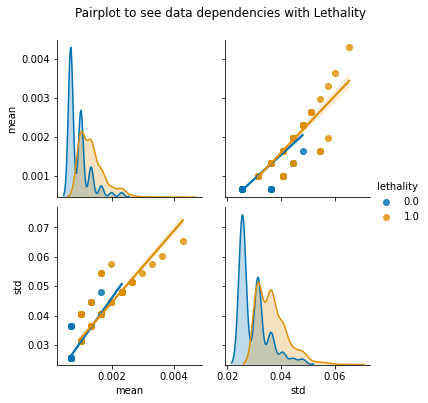 Pairplot to see data dependencies with Lethality
0.004
0.003
0.002
0.001
mean
lethality
0.0
1.0
0.07
0.06
0.05
0.04
0.03
std
0.002
0.004
mean
0.02
0.04
0.06
std